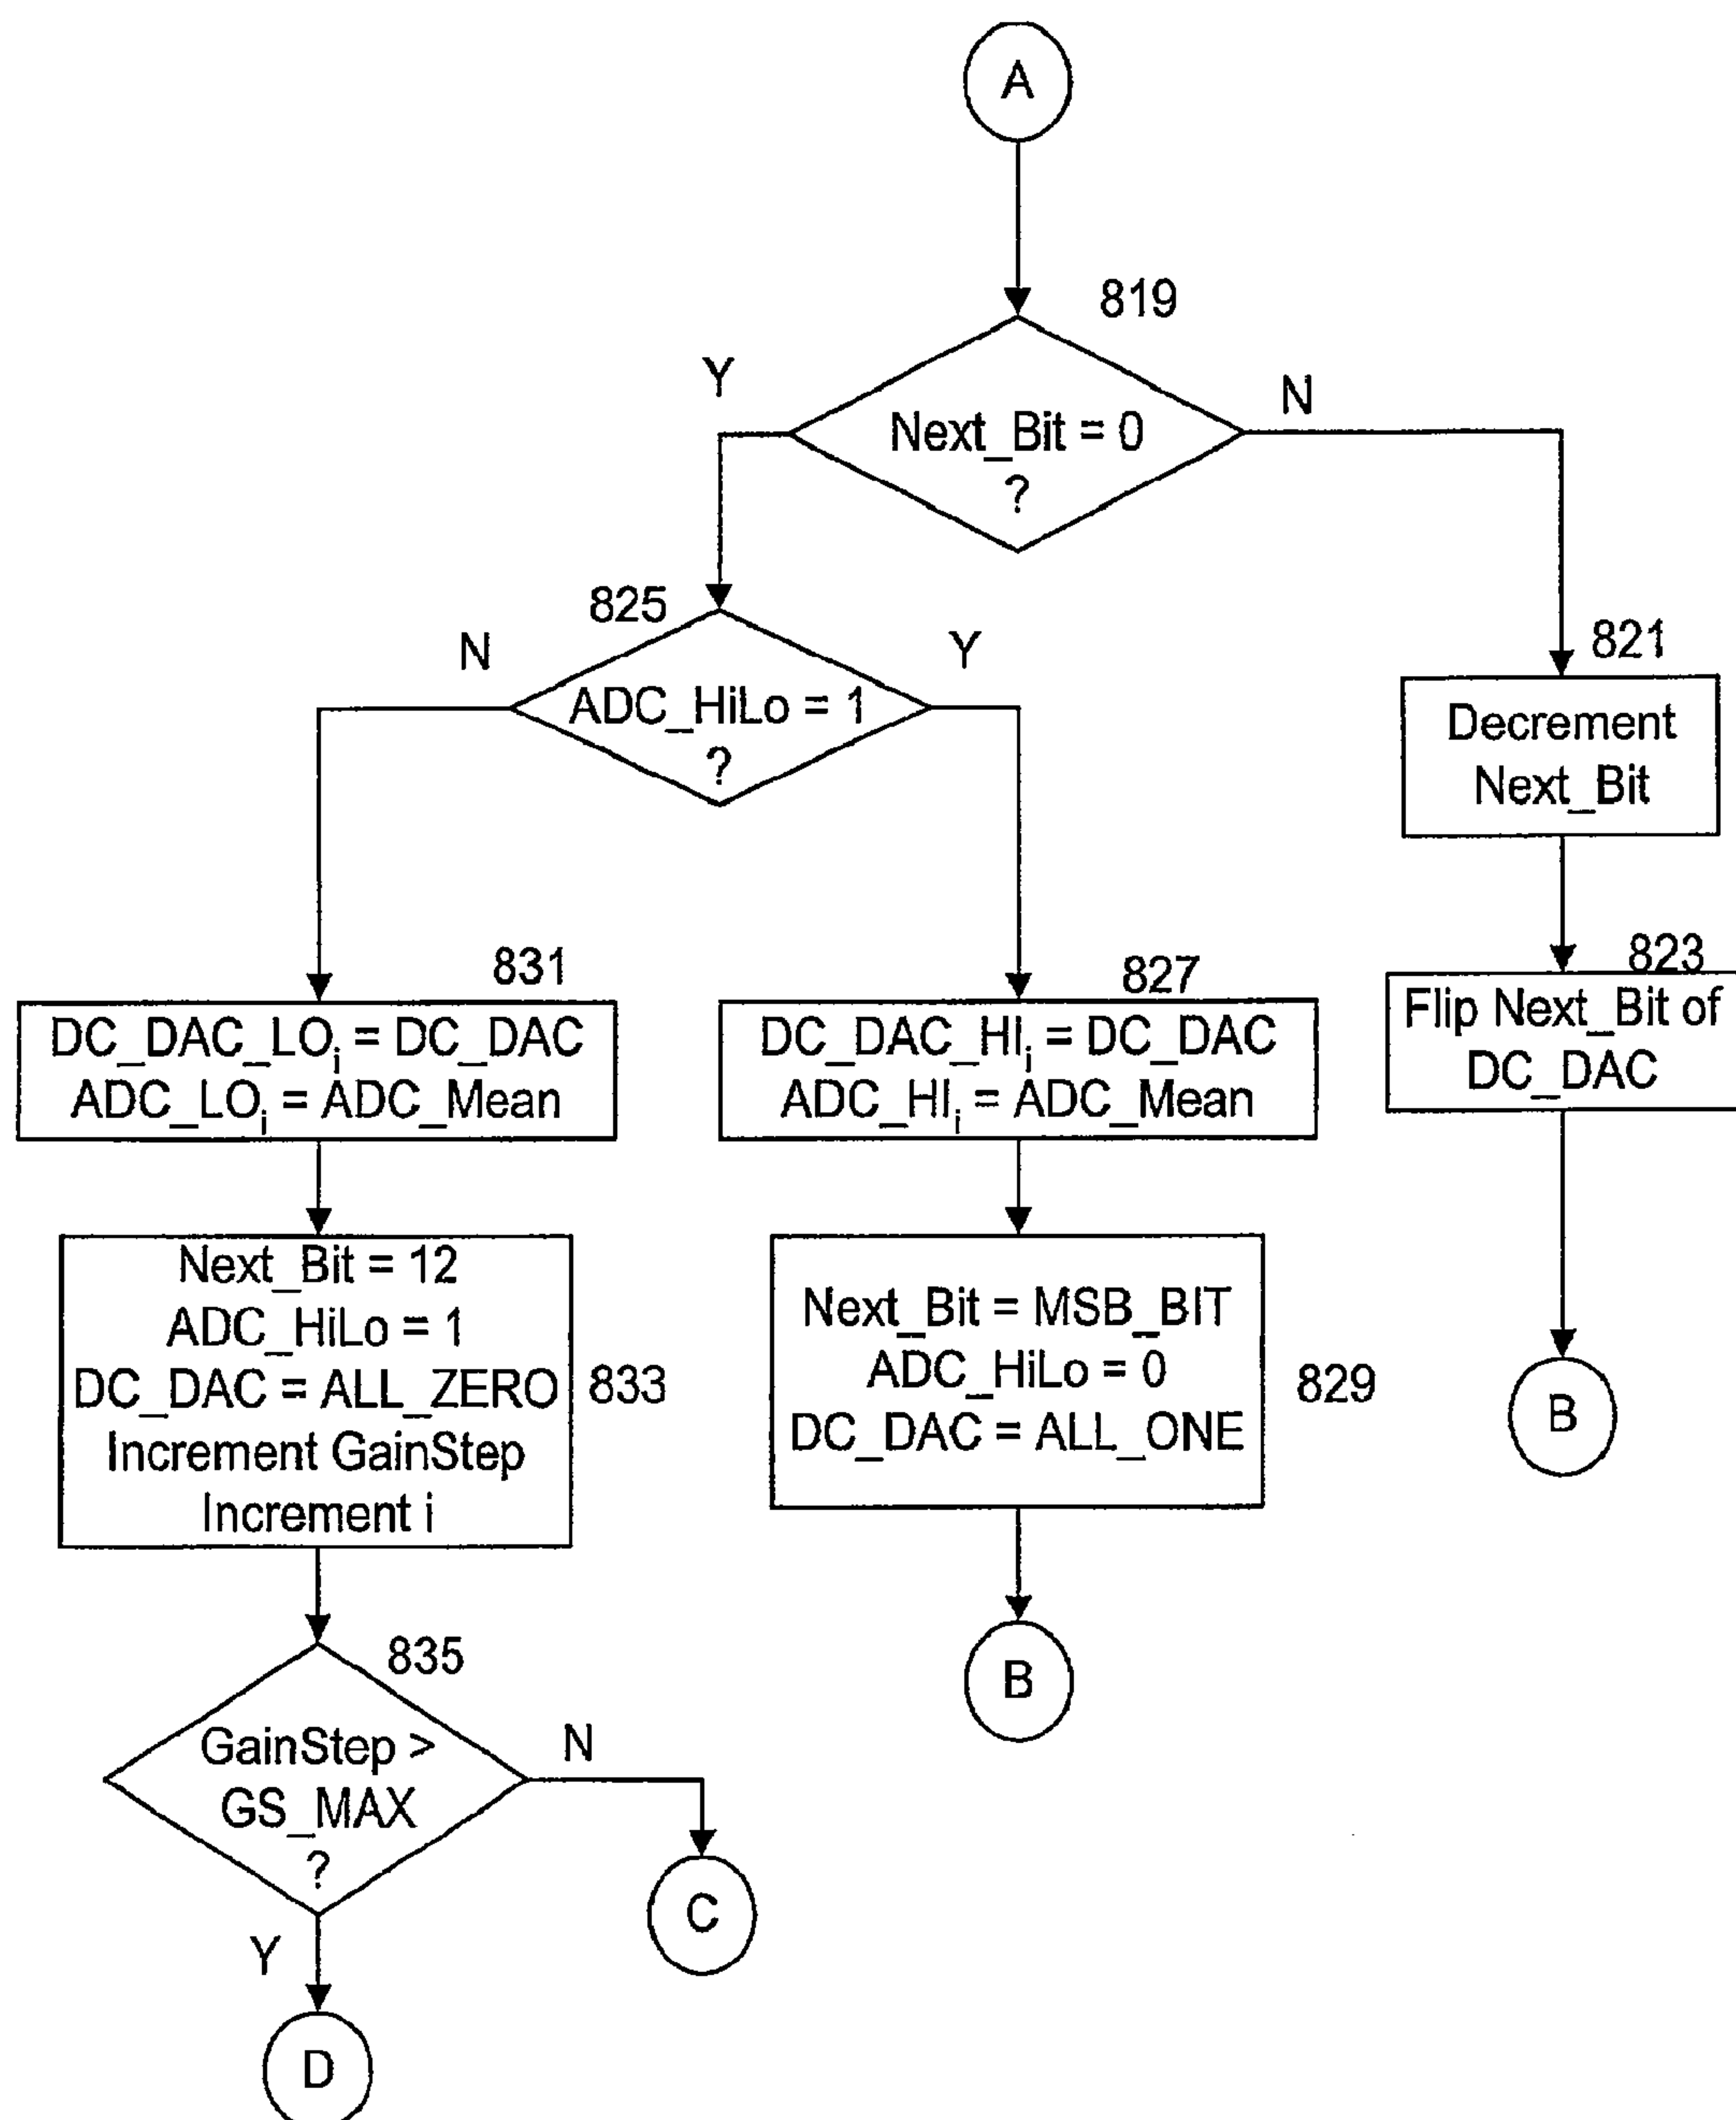 A
819
Y
N
Next_Bit = 0
?
825
N
Y
821
ADC_HiLo = 1
?
Decrement
Next_Bit
831
827
823
DC_DAC_LOi = DC_DAC
ADC_LOi = ADC_Mean
DC_DAC_HIi = DC_DAC
ADC_HIi = ADC_Mean
Flip Next_Bit of
DC_DAC
Next_Bit = 12
ADC_HiLo = 1
DC_DAC = ALL_ZERO
Increment GainStep
Increment i
833
Next_Bit = MSB_BIT
ADC_HiLo = 0
DC_DAC = ALL_ONE
829
B
835
B
GainStep >
GS_MAX
?
N
C
Y
D